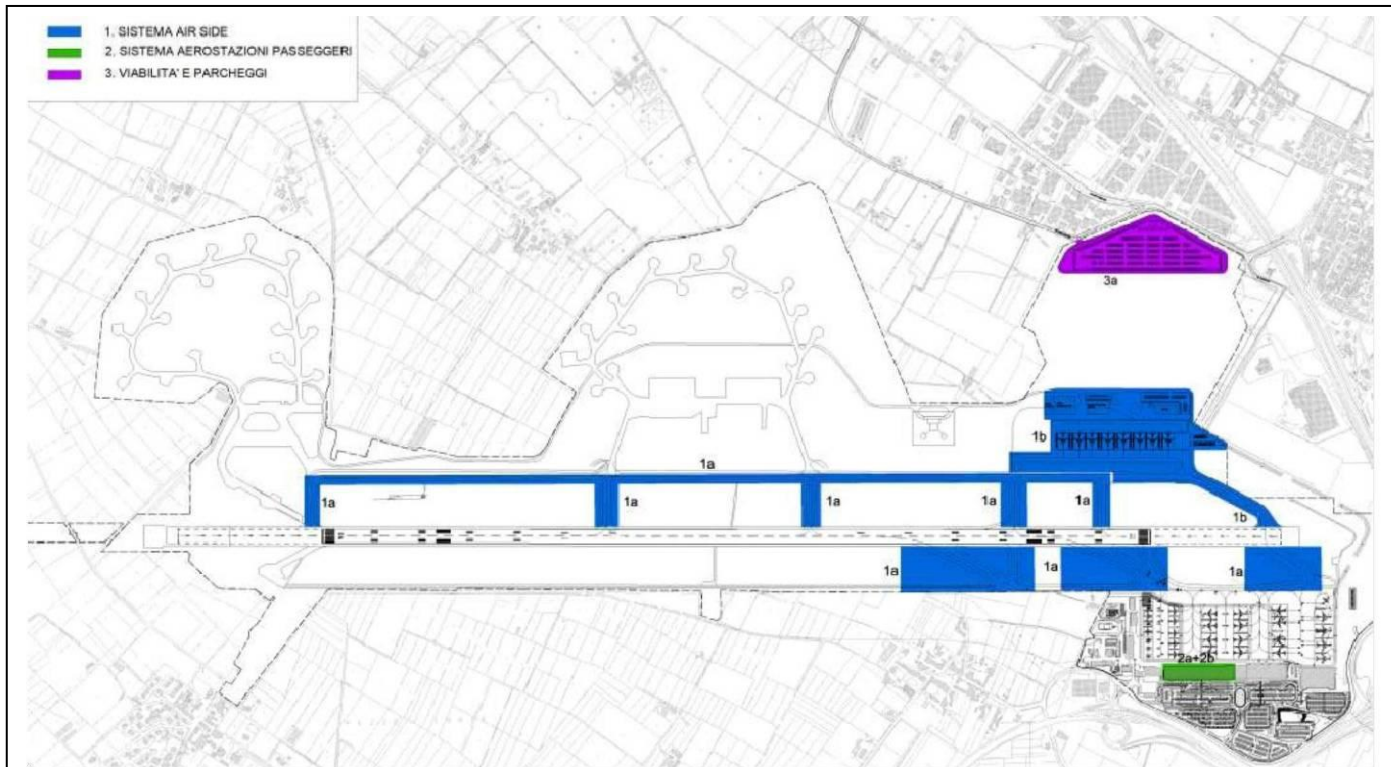 1. SISTEMA AIR SIDE
2. SISTEMA AEROSTAZIONI PASSEGGERI
3. VIABILITA' E PARCHEGGI
3a
1b
1a
1a
1a
1a
1a
1a
1b
1a
1a
1a
2a+2b